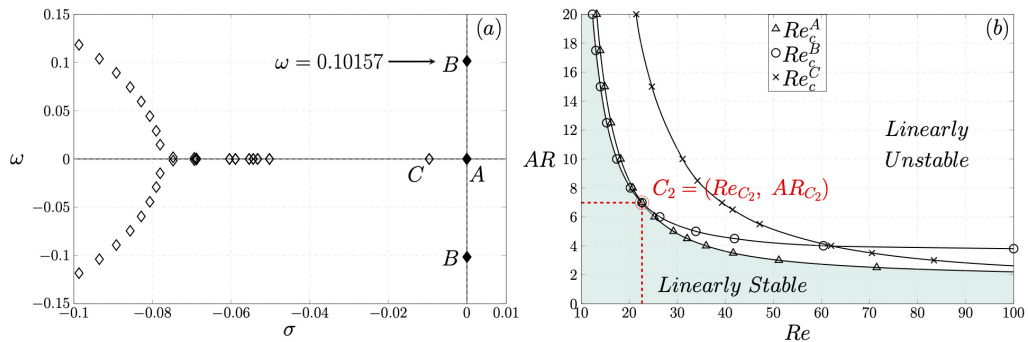 (a)
0.15
0.1
0.05
0
−0.05
−0.1
−0.15
ω
ω = 0.10157
B
C
A
B
−0.1
−0.08
−0.06
−0.04
−0.02
0
0.01
σ
(b)
20
18
16
14
12
10
8
6
4
2
0
AR
Re_c^A
Re_c^B
Re_c^C
Linearly
Unstable
C₂ = (Re_{C₂}, AR_{C₂})
Linearly Stable
10
20
30
40
50
60
70
80
90
100
Re